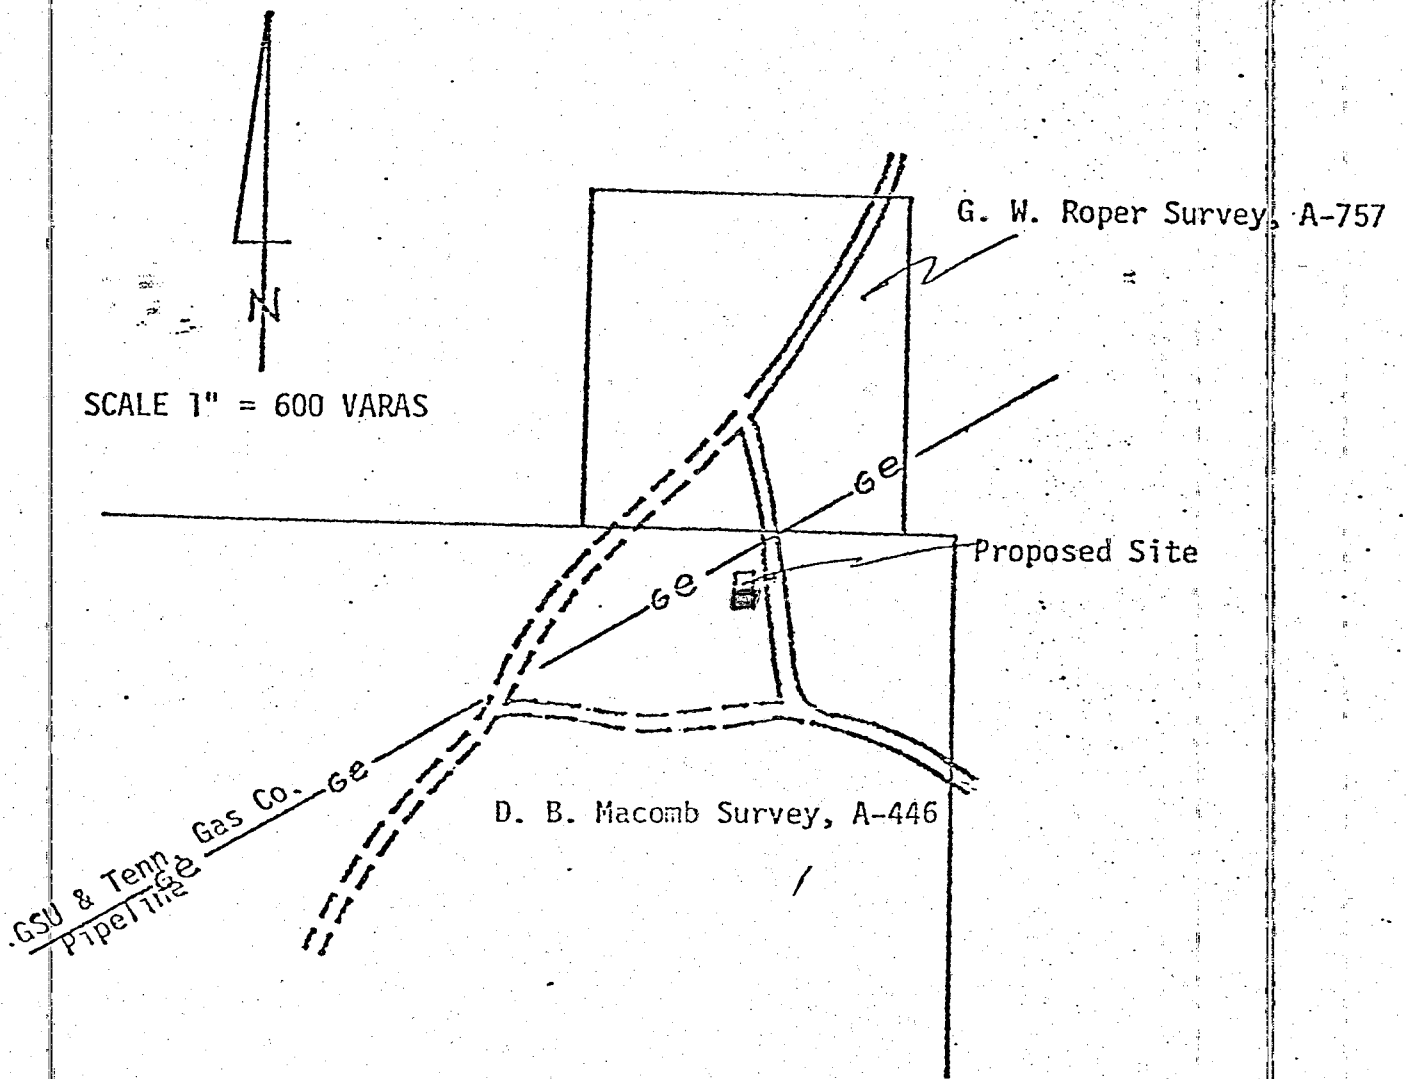 G. W. Roper Survey, A-757
N
SCALE 1" = 600 VARAS
Ge
Proposed Site
Ge
Ge
D. B. Macomb Survey, A-446
GSU & Tenn. Gas Co.
Ge
Pipeline